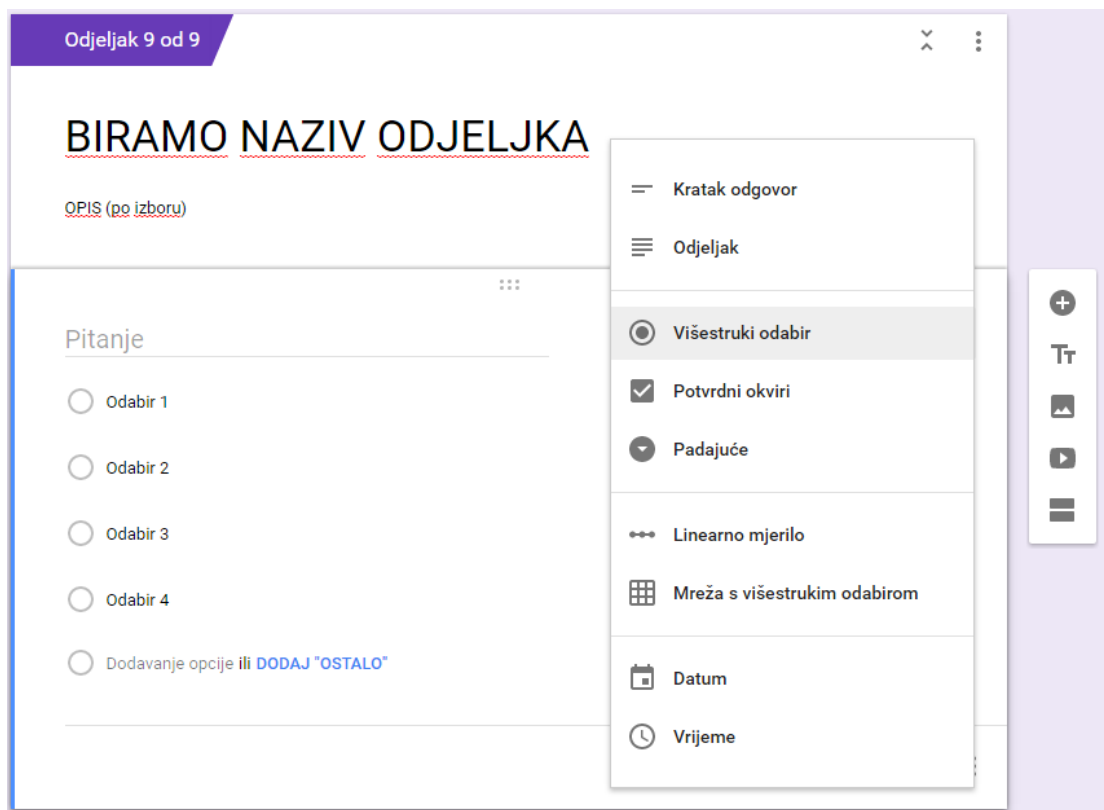 Odjeljak 9 od 9
BIRAMO NAZIV ODJELJKA
OPIS (po izboru)
Pitanje
Odabir 1
Odabir 2
Odabir 3
Odabir 4
Dodavanje opcije ili DODAJ "OSTALO"
Kratak odgovor
Odjeljak
Višestruki odabir
Potvrdni okviri
Padajuće
Linearno mjerilo
Mreža s višestrukim odabirom
Datum
Vrijeme
Tт